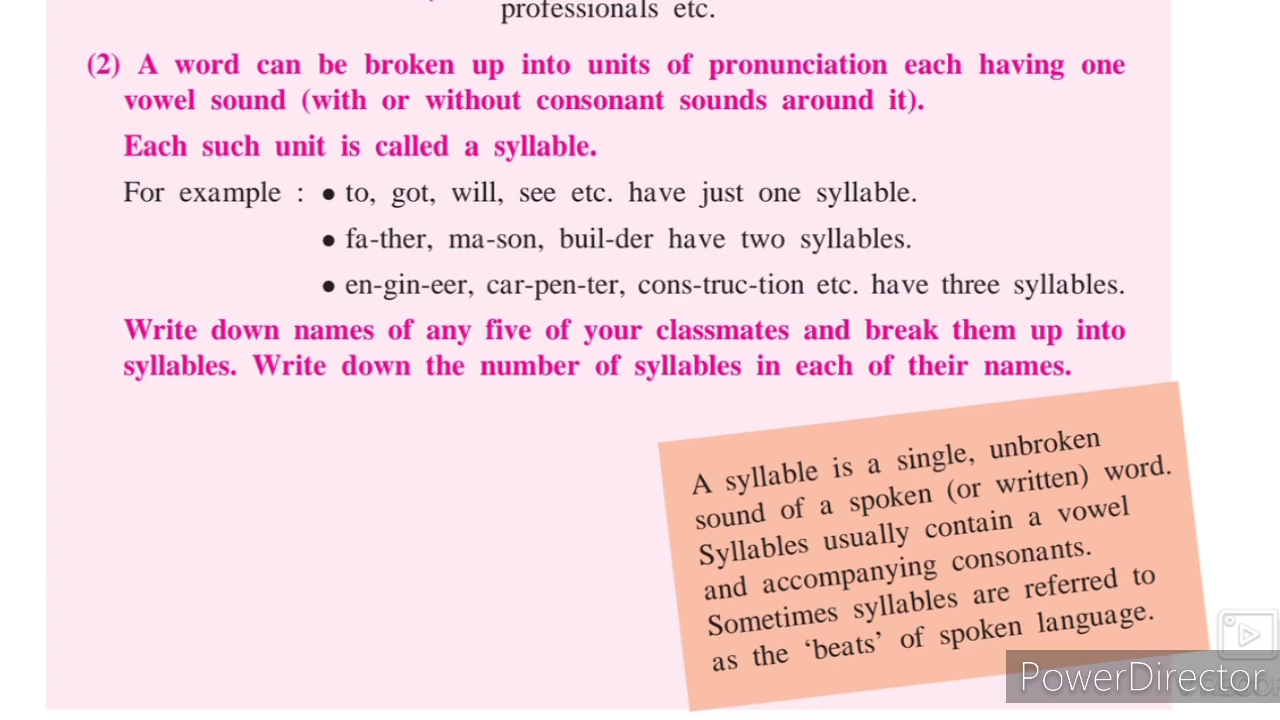 professionals etc.
(2) A word can be broken up into units of pronunciation each having one
vowel sound (with or without consonant sounds around it).
Each such unit is called a syllable.
For example : • to, got, will, see etc. have just one syllable.
• fa-ther, ma-son, buil-der have two syllables.
• en-gin-eer, car-pen-ter, cons-truc-tion etc. have three syllables.
Write down names of any five of your classmates and break them up into
syllables. Write down the number of syllables in each of their names.
A syllable is a single, unbroken
sound of a spoken (or written) word.
Syllables usually contain a vowel
and accompanying consonants.
Sometimes syllables are referred to
as the ‘beats’ of spoken language.
PowerDirector